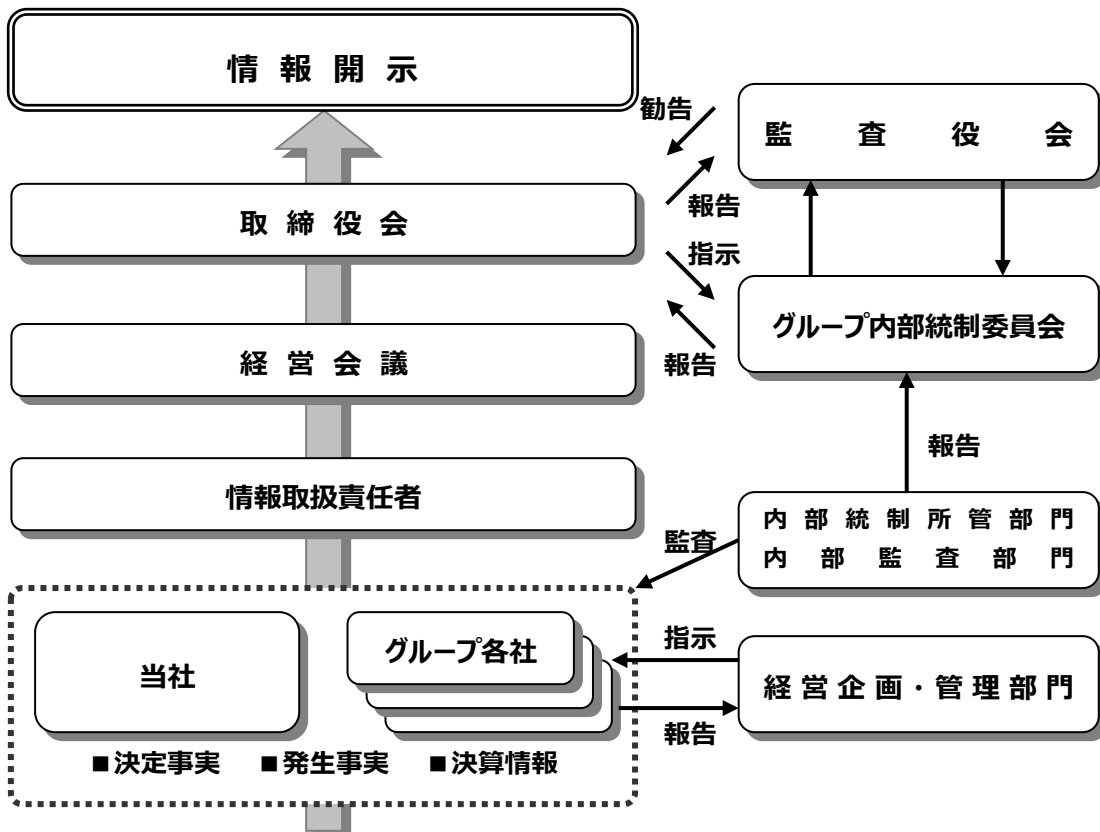 情報開示
勧告
監査役会
取締役会
報告
指示
グループ内部統制委員会
経営会議
報告
報告
情報取扱責任者
内部統制所管部門
内部監査部門
監査
当社
グループ各社
指示
経営企画・管理部門
報告
■決定事実 ■発生事実 ■決算情報